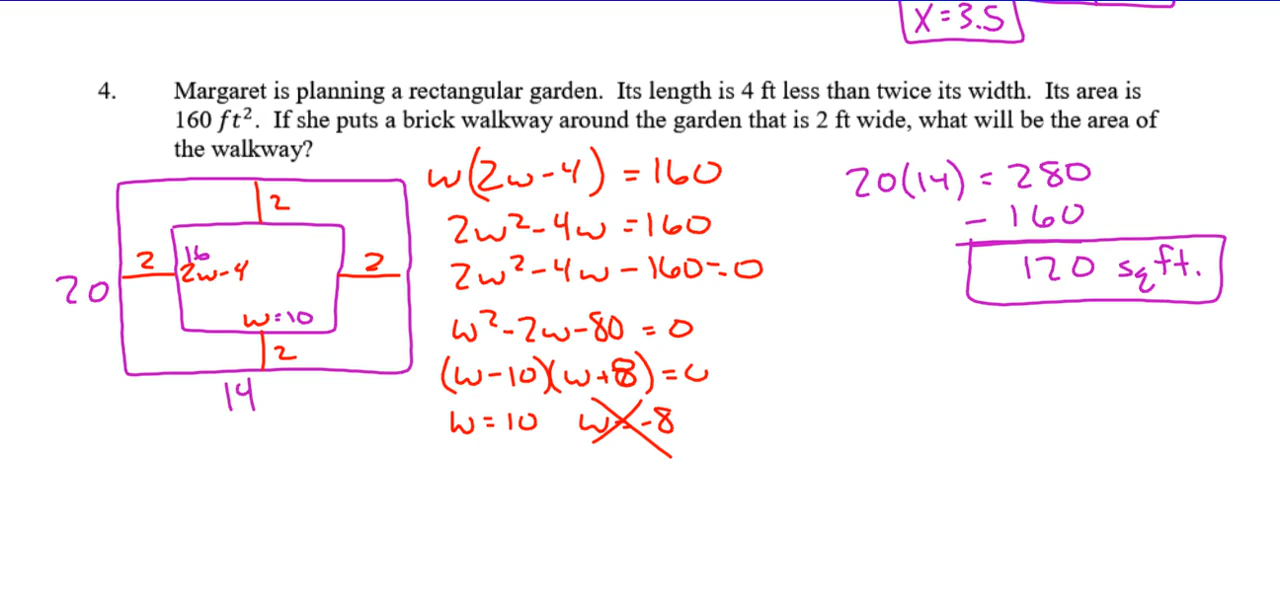 X=3.5
4. Margaret is planning a rectangular garden. Its length is 4 ft less than twice its width. Its area is
160 ft². If she puts a brick walkway around the garden that is 2 ft wide, what will be the area of
the walkway?
2
2
16
2w-4
2
20
w=10
2
14
w(2w-4) = 160
2w²-4w = 160
2w²-4w-160=0
w²-2w-80 = 0
(w-10)(w+8)=0
w=10 w=-8
20(14) = 280
- 160
120 sq ft.